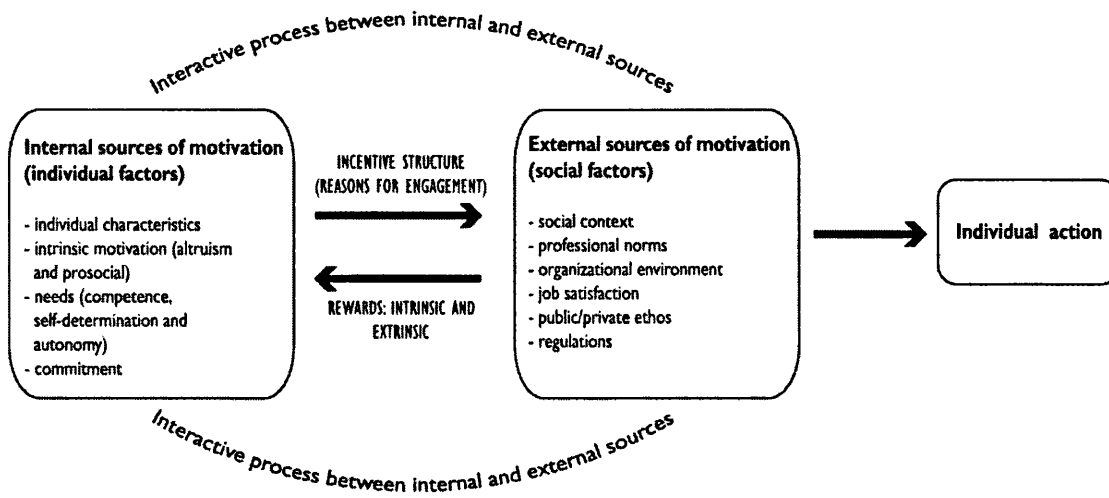 Interactive process between internal and external sources
Internal sources of motivation
(individual factors)
- individual characteristics
- intrinsic motivation (altruism
and prosocial)
- needs (competence,
self-determination and
autonomy)
- commitment
INCENTIVE STRUCTURE
(REASONS FOR ENGAGEMENT)
REWARDS: INTRINSIC AND
EXTRINSIC
External sources of motivation
(social factors)
- social context
- professional norms
- organizational environment
- job satisfaction
- public/private ethos
- regulations
Individual action
Interactive process between internal and external sources